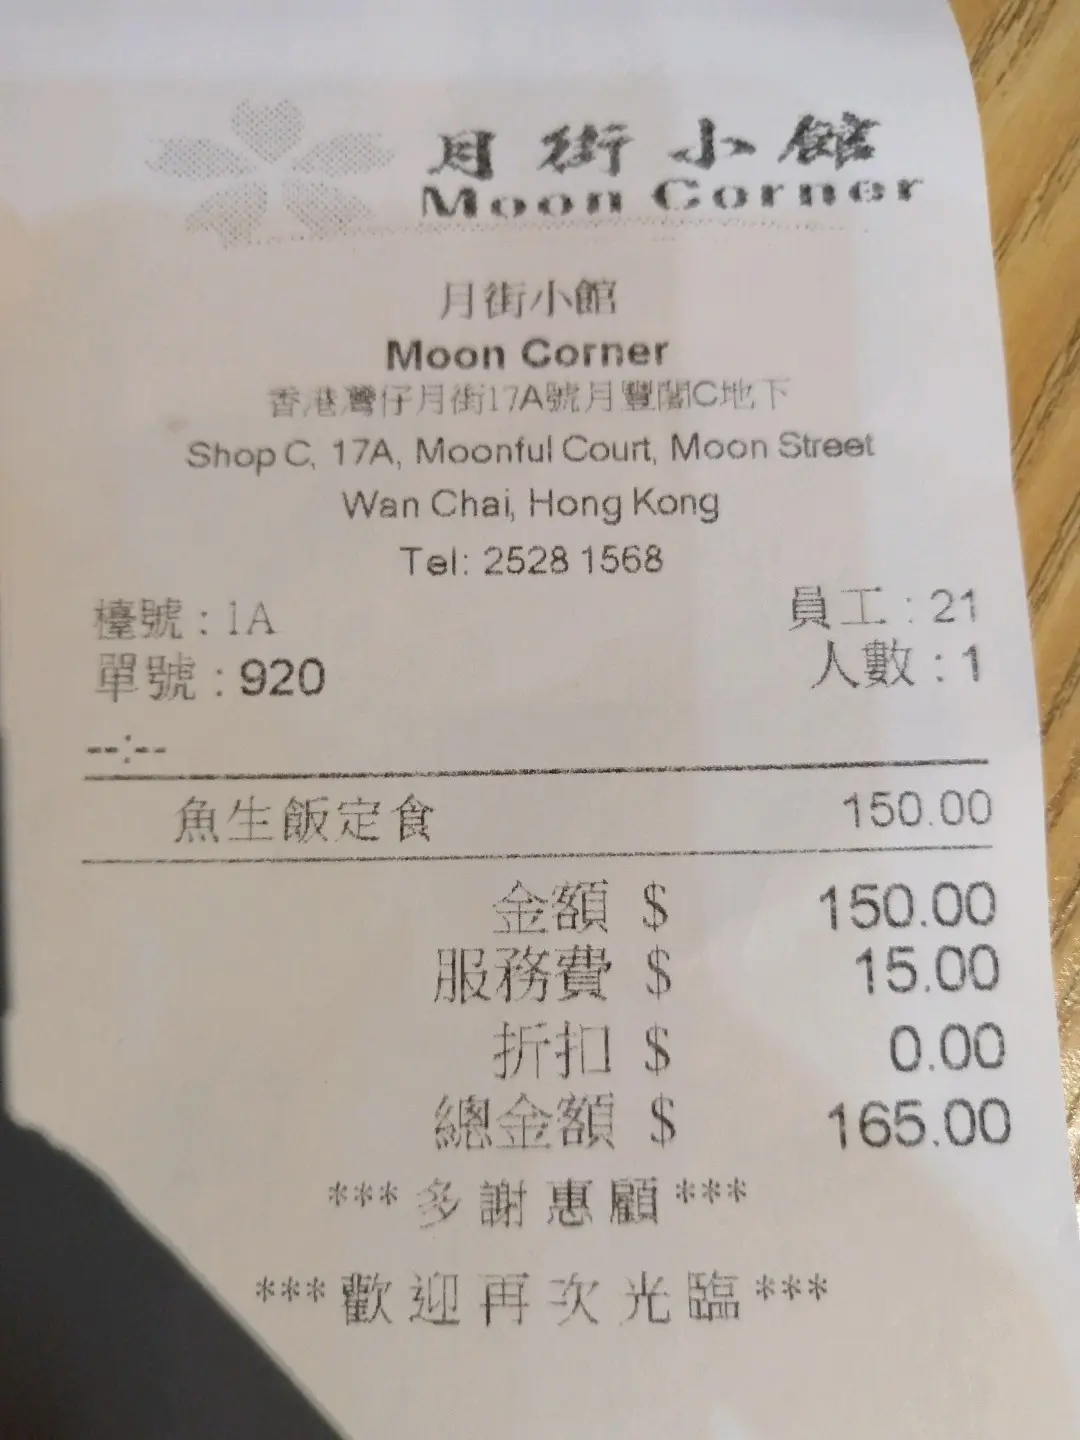 月街小館
Moon Corner
月街小館
Moon Corner
香港灣仔月街17A號月豐閣C地下
Shop C, 17A, Moonful Court, Moon Street
Wan Chai, Hong Kong
Tel: 2528 1568
檯號 : 1A 員工 : 21
單號 : 920 人數 : 1
--:--
魚生飯定食 150.00
金額 $ 150.00
服務費 $ 15.00
折扣 $ 0.00
總金額 $ 165.00
***多謝惠顧***
***歡迎再次光臨***